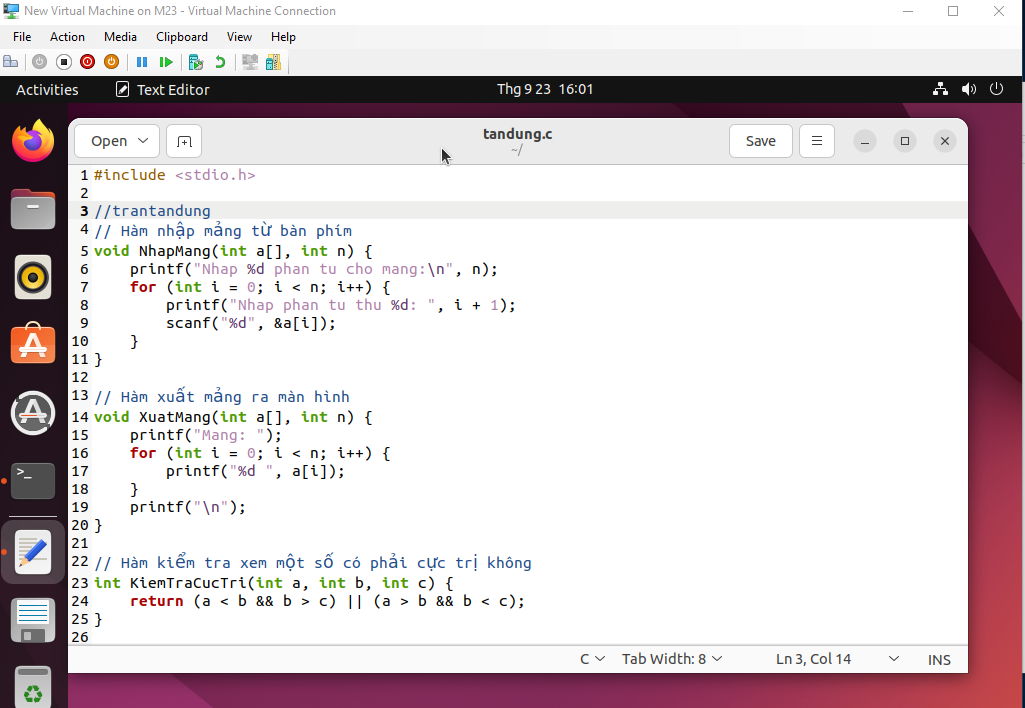 New Virtual Machine on M23 - Virtual Machine Connection
File Action Media Clipboard View Help
Activities Text Editor Thg 9 23 16:01
Open tandung.c Save
~/
1 #include <stdio.h>
2
3 //trantandung
4 // Hàm nhập mảng từ bàn phím
5 void NhapMang(int a[], int n) {
6     printf("Nhap %d phan tu cho mang:\n", n);
7     for (int i = 0; i < n; i++) {
8         printf("Nhap phan tu thu %d: ", i + 1);
9         scanf("%d", &a[i]);
10     }
11 }
12
13 // Hàm xuất mảng ra màn hình
14 void XuatMang(int a[], int n) {
15     printf("Mang: ");
16     for (int i = 0; i < n; i++) {
17         printf("%d ", a[i]);
18     }
19     printf("\n");
20 }
21
22 // Hàm kiểm tra xem một số có phải cực trị không
23 int KiemTraCucTri(int a, int b, int c) {
24     return (a < b && b > c) || (a > b && b < c);
25 }
26
C Tab Width: 8 Ln 3, Col 14 INS